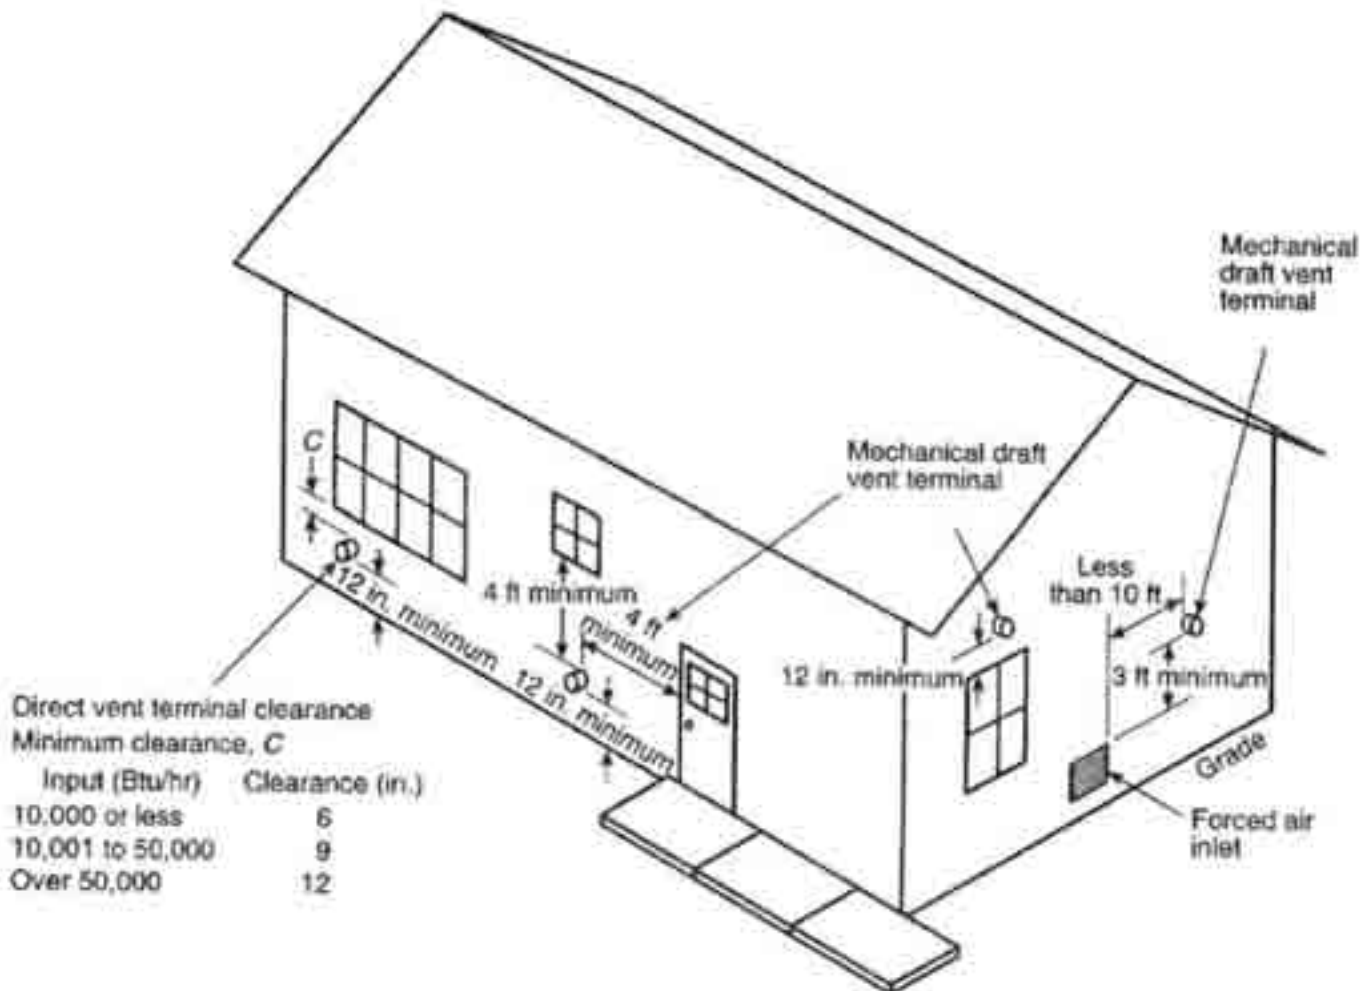 Mechanical
draft vent
terminal
Mechanical draft
vent terminal
C
Less
than 10 ft
12 in. minimum
4 ft minimum
4 ft
minimum
12 in. minimum
12 in. minimum
3 ft minimum
Grade
Forced air
inlet
Direct vent terminal clearance
Minimum clearance, C
Input (Btu/hr) Clearance (in.)
10,000 or less 6
10,001 to 50,000 9
Over 50,000 12